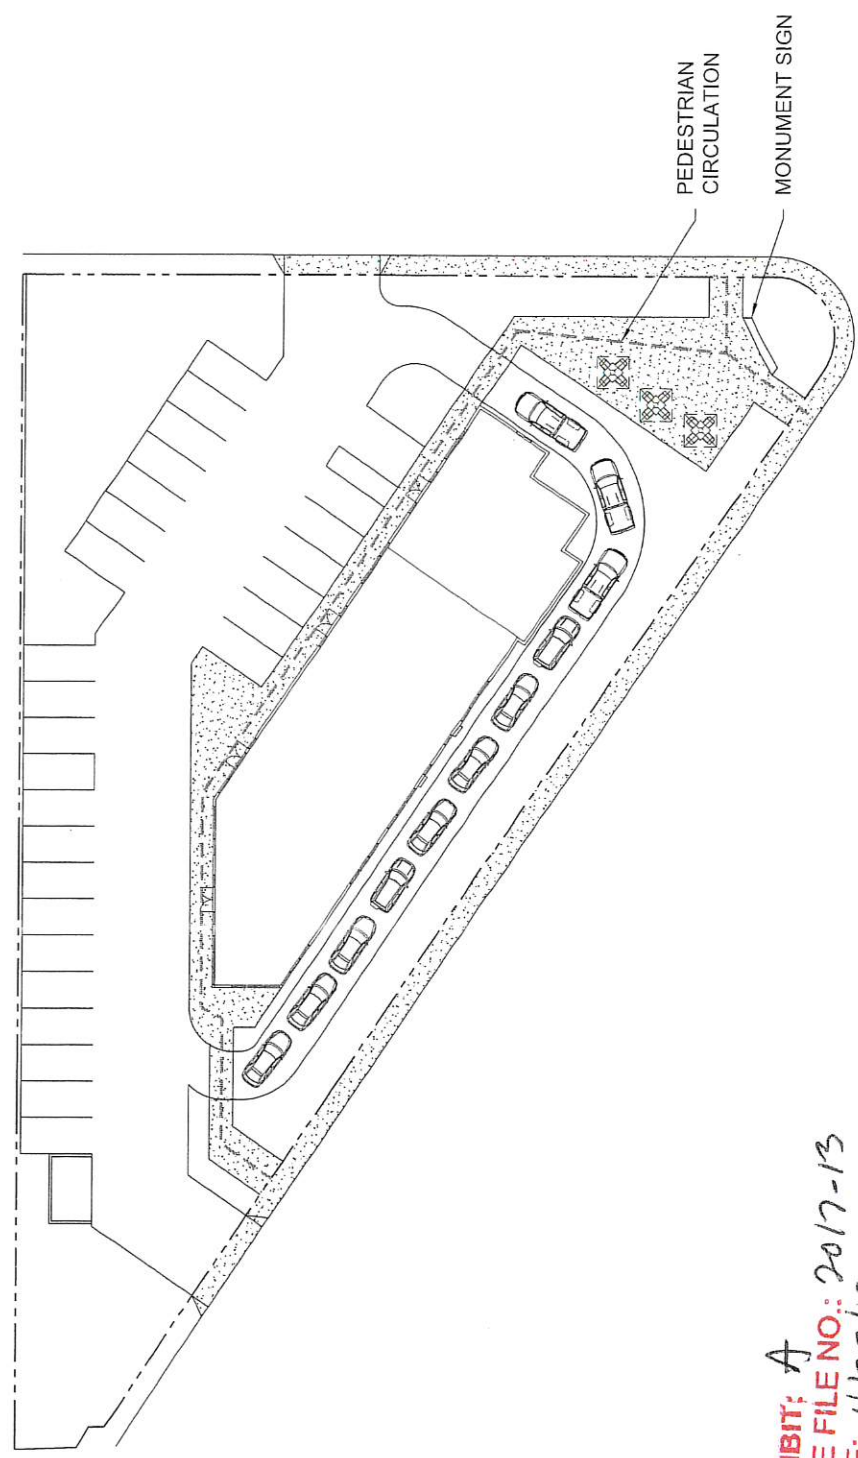 PEDESTRIAN
CIRCULATION
MONUMENT SIGN
IBIT: A
E FILE NO.: 2017-13